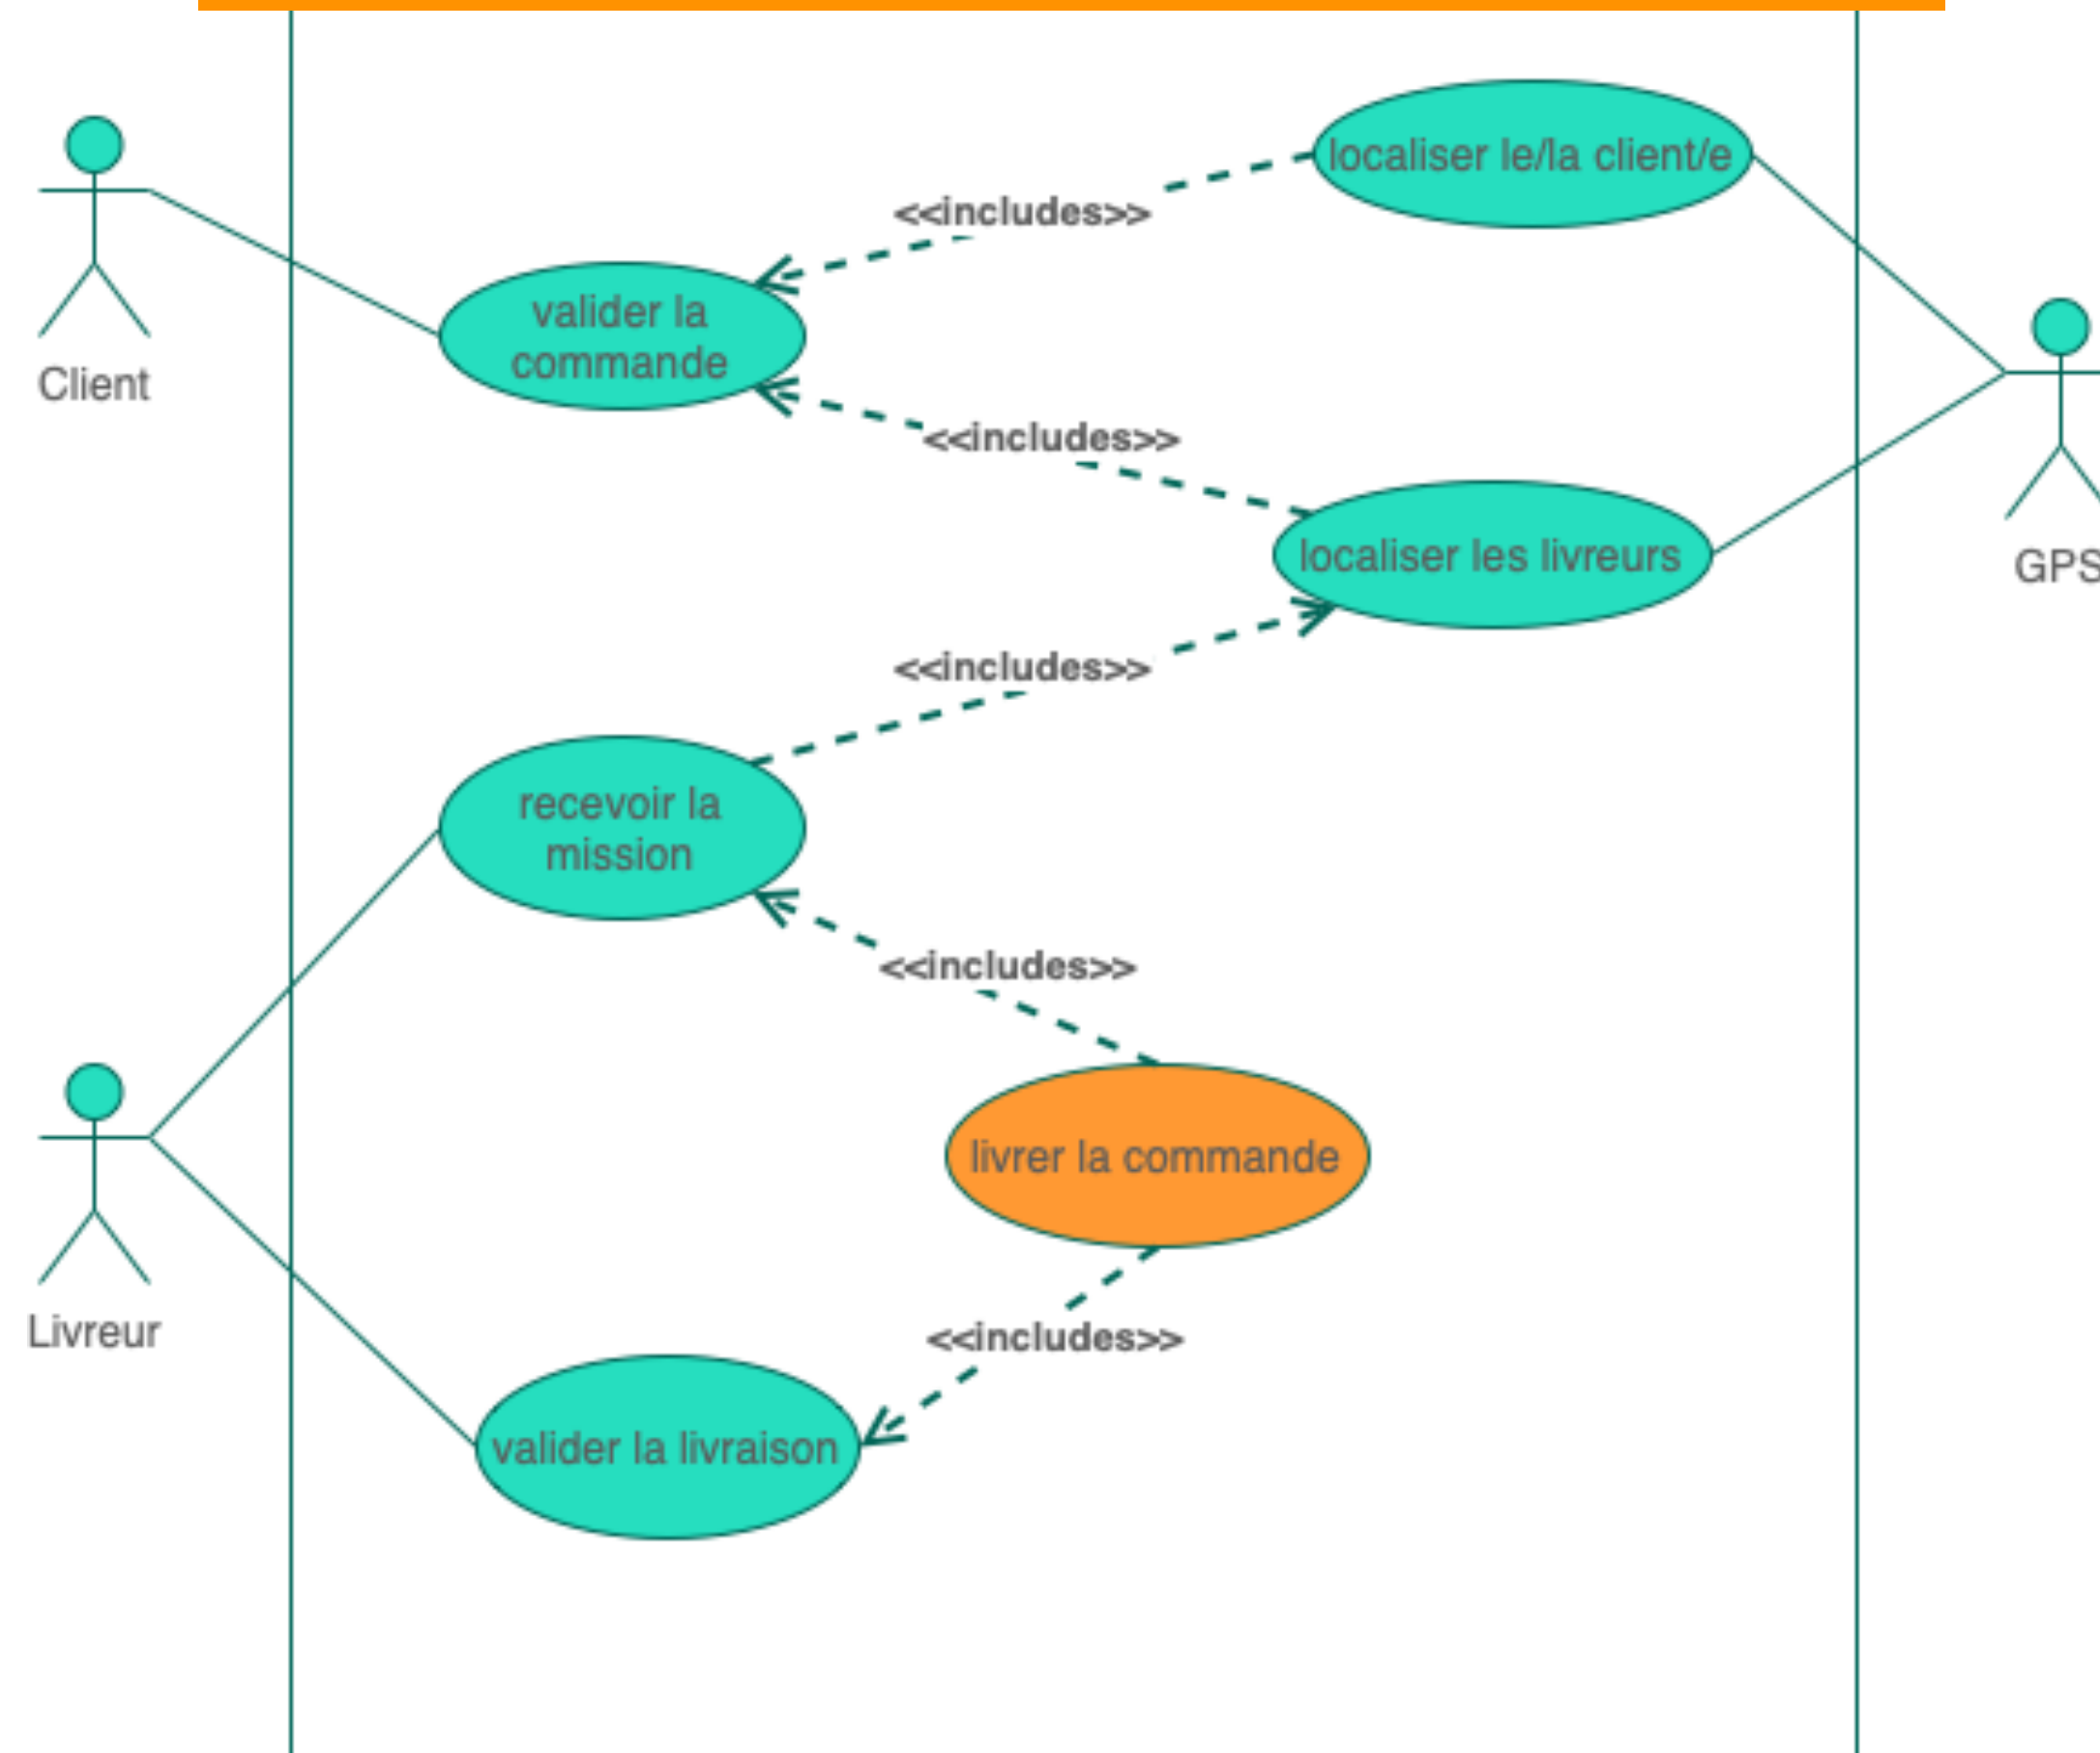 localiser le/la client/e
<<includes>>
valider la
commande
Client
<<includes>>
localiser les livreurs
GPS
<<includes>>
recevoir la
mission
<<includes>>
livrer la commande
Livreur
<<includes>>
valider la livraison